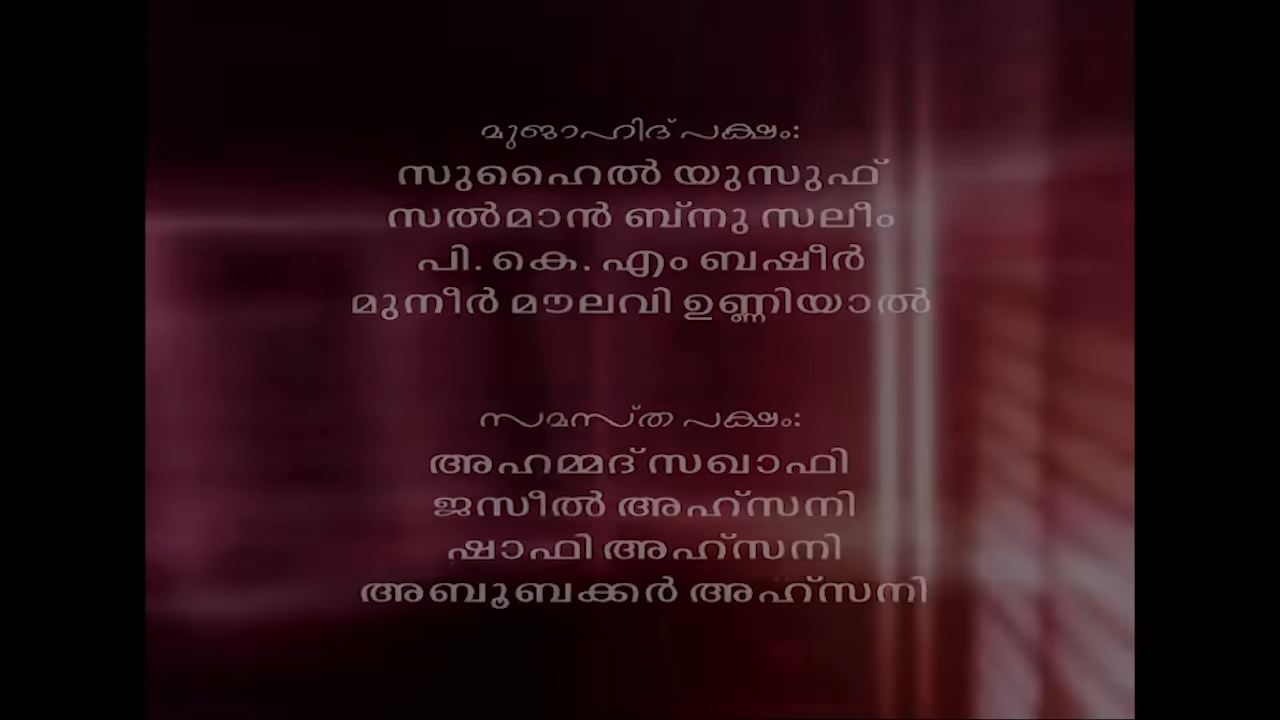 മുജാഹിദ് പക്ഷം:
സുഹൈൽ യുസുഫ്
സൽമാൻ ബ്നു സലീം
പി. കെ. എം ബഷീർ
മുനീർ മൗലവി ഉണ്ണിയാൽ
സമസ്ത പക്ഷം:
അഹമ്മദ് സഖാഫി
ജസീൽ അഹ്സനി
ഷാഫി അഹ്സനി
അബൂബക്കർ അഹ്സനി